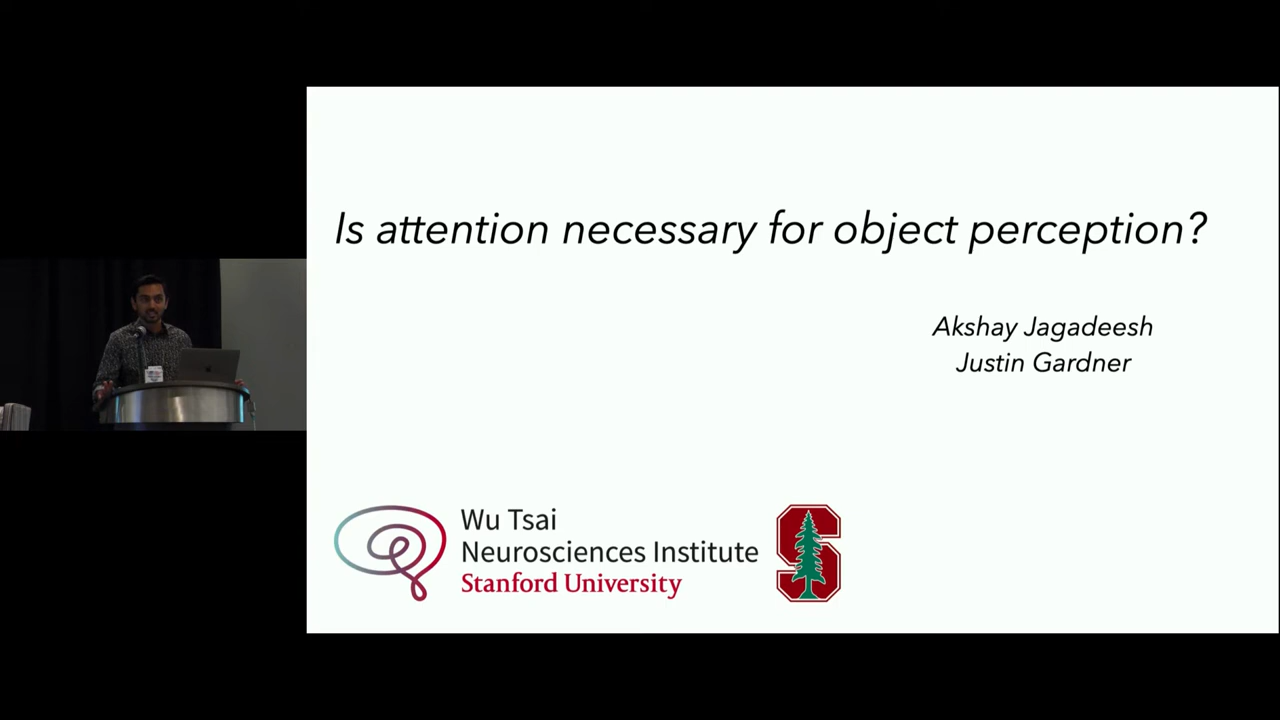 Is attention necessary for object perception?
Akshay Jagadeesh
Justin Gardner
Wu Tsai
Neurosciences Institute
Stanford University